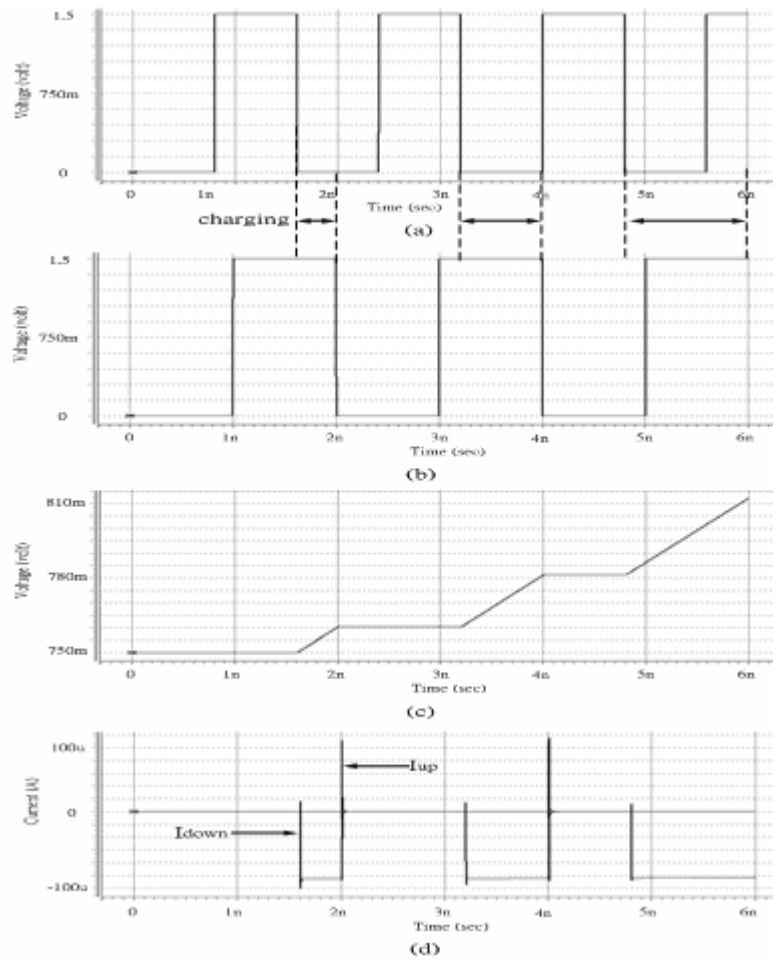 1.5
Voltage (volt)
750m
0
0 1n 2n 3n 4n 5n 6n
Time (sec)
charging
(a)
1.5
Voltage (volt)
750m
0
0 1n 2n 3n 4n 5n 6n
Time (sec)
(b)
810m
Voltage (volt)
780m
750m
0 1n 2n 3n 4n 5n 6n
Time (sec)
(c)
100u
Iup
Current (A)
0
Idown
-100u
0 1n 2n 3n 4n 5n 6n
Time (sec)
(d)